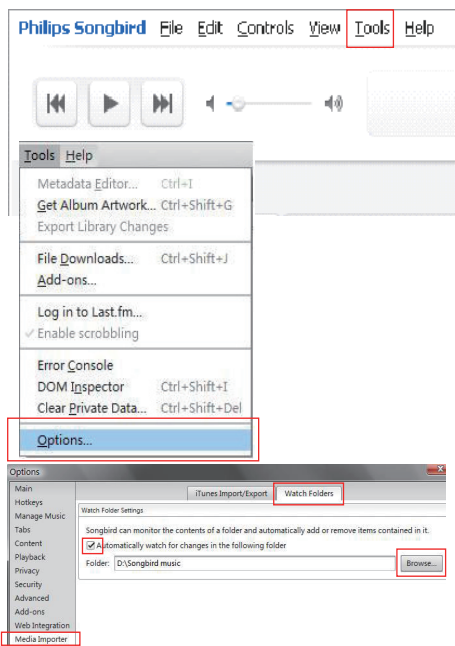 Philips Songbird File Edit Controls View Tools Help
Tools Help
Metadata Editor... Ctrl+I
Get Album Artwork... Ctrl+Shift+G
Export Library Changes
File Downloads... Ctrl+Shift+J
Add-ons...
Log in to Last.fm...
Enable scrobbling
Error Console
DOM Inspector Ctrl+Shift+I
Clear Private Data... Ctrl+Shift+Del
Options...
Options
Main
iTunes Import/Export Watch Folders
Hotkeys
Manage Music
Watch Folder Settings
Tabs
Songbird can monitor the contents of a folder and automatically add or remove items contained in it.
Content
Automatically watch for changes in the following folder
Playback
Folder: D:\Songbird music Browse...
Privacy
Security
Advanced
Add-ons
Web Integration
Media Importer